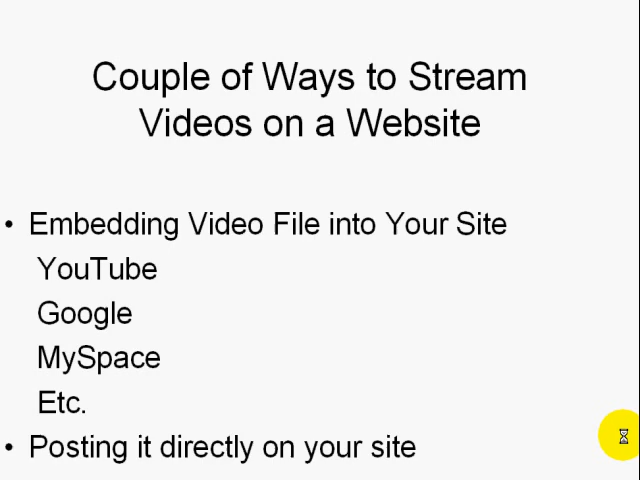 Couple of Ways to Stream
Videos on a Website
• Embedding Video File into Your Site
YouTube
Google
MySpace
Etc.
• Posting it directly on your site